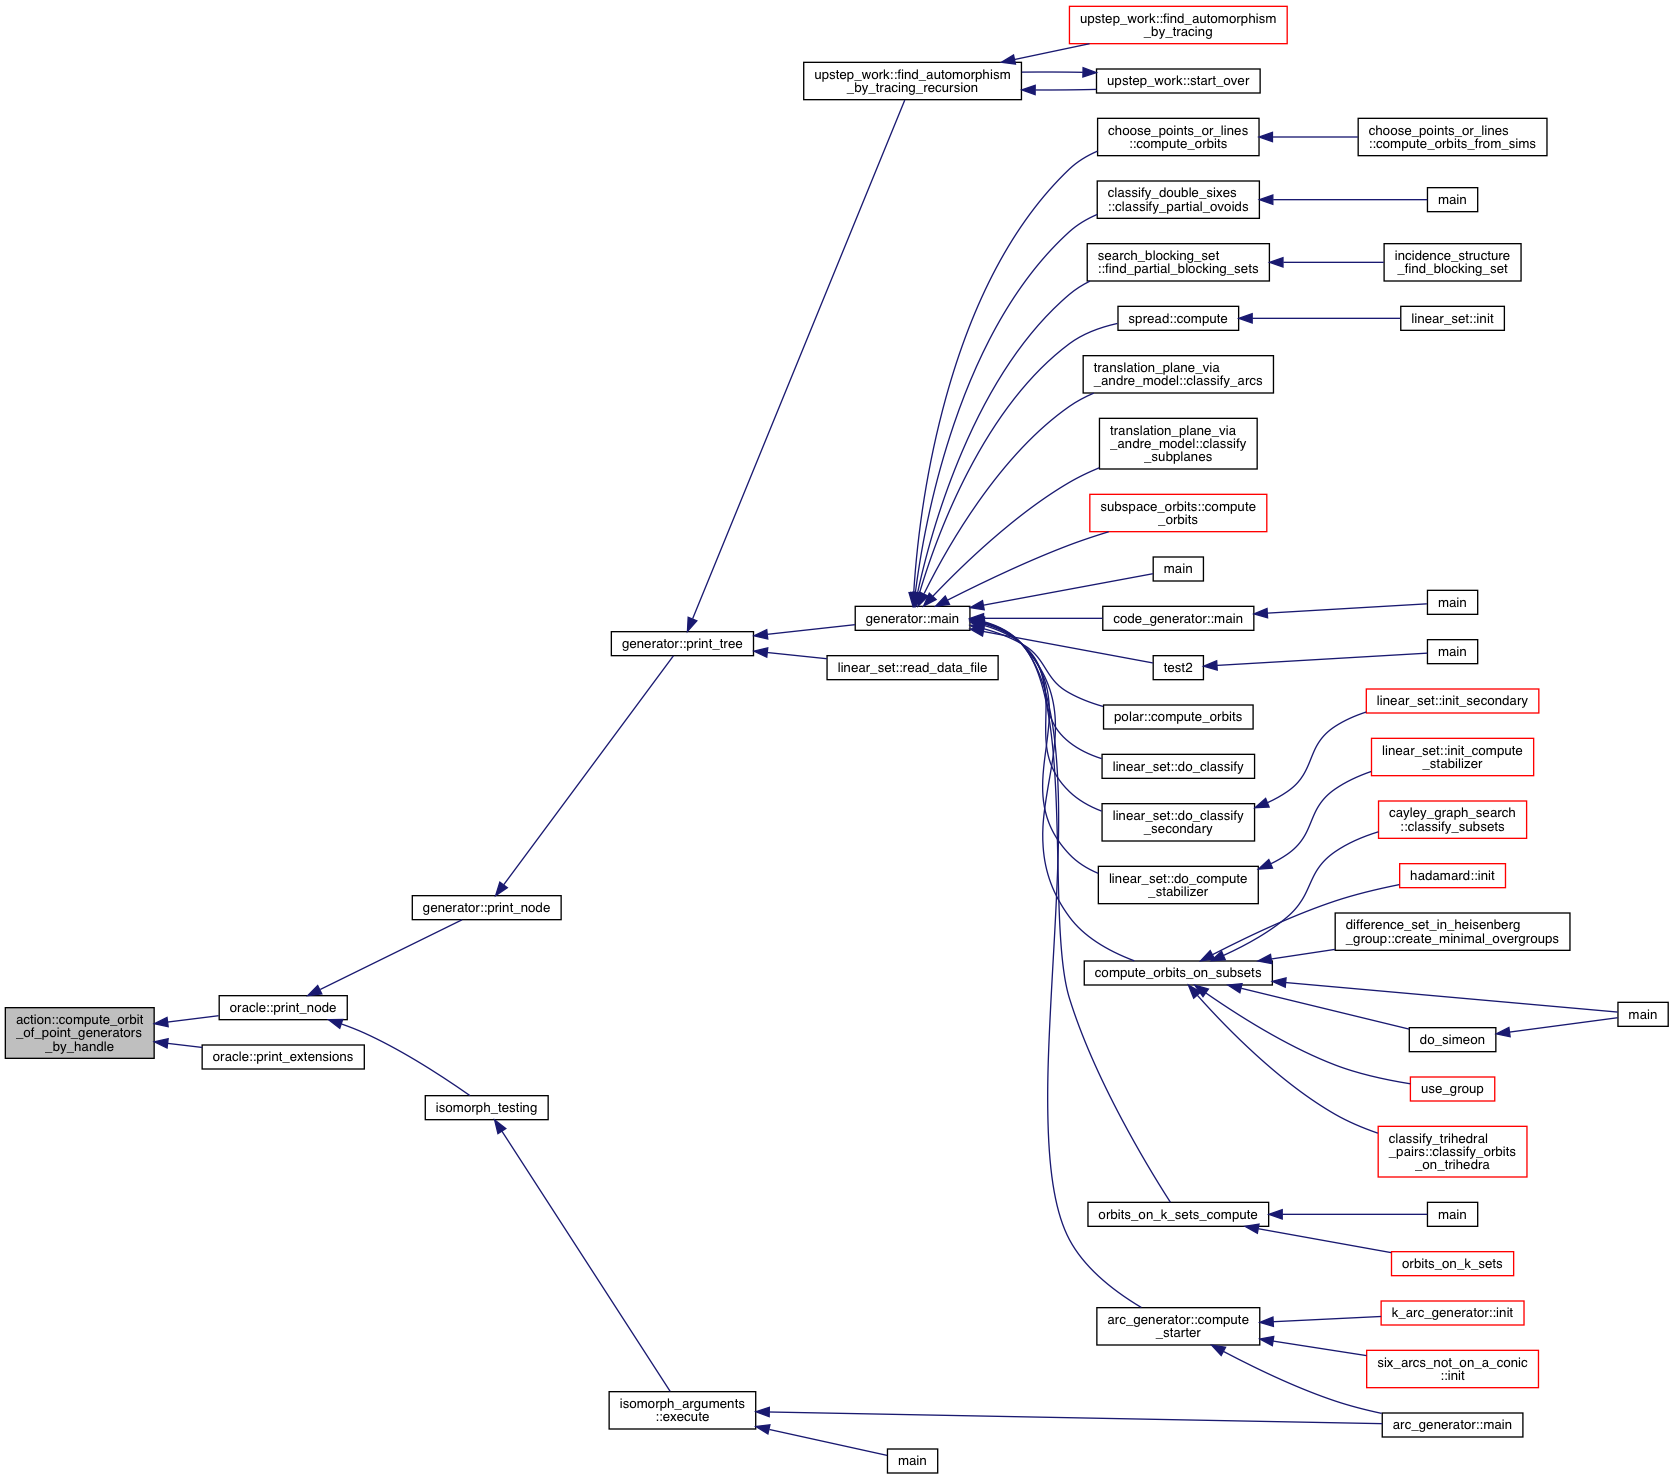 action::compute_orbit
_of_point_generators
_by_handle
oracle::print_node
oracle::print_extensions
generator::print_node
isomorph_testing
generator::print_tree
isomorph_arguments
::execute
upstep_work::find_automorphism
_by_tracing_recursion
generator::main
linear_set::read_data_file
main
upstep_work::find_automorphism
_by_tracing
upstep_work::start_over
choose_points_or_lines
::compute_orbits
choose_points_or_lines
::compute_orbits_from_sims
classify_double_sixes
::classify_partial_ovoids
main
search_blocking_set
::find_partial_blocking_sets
incidence_structure
_find_blocking_set
spread::compute
linear_set::init
translation_plane_via
_andre_model::classify_arcs
translation_plane_via
_andre_model::classify
_subplanes
subspace_orbits::compute
_orbits
main
code_generator::main
main
test2
main
polar::compute_orbits
linear_set::do_classify
linear_set::do_classify
_secondary
linear_set::init_secondary
linear_set::do_compute
_stabilizer
linear_set::init_compute
_stabilizer
compute_orbits_on_subsets
cayley_graph_search
::classify_subsets
hadamard::init
difference_set_in_heisenberg
_group::create_minimal_overgroups
main
do_simeon
use_group
classify_trihedral
_pairs::classify_orbits
_on_trihedra
orbits_on_k_sets_compute
main
orbits_on_k_sets
arc_generator::compute
_starter
k_arc_generator::init
six_arcs_not_on_a_conic
::init
arc_generator::main